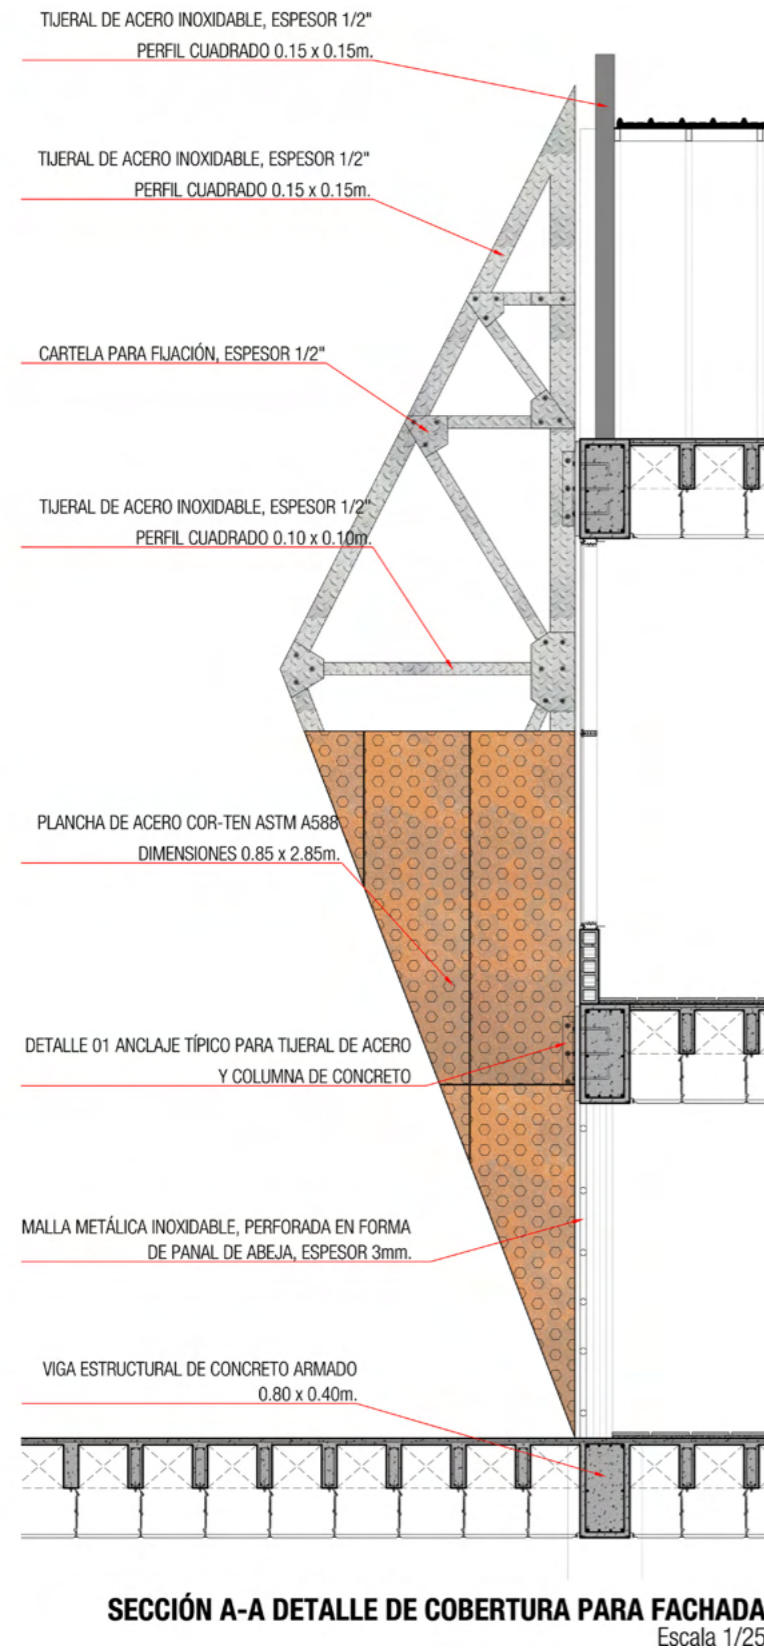 TIJERAL DE ACERO INOXIDABLE, ESPESOR 1/2"
PERFIL CUADRADO 0.15 x 0.15m.
TIJERAL DE ACERO INOXIDABLE, ESPESOR 1/2"
PERFIL CUADRADO 0.15 x 0.15m.
CARTELA PARA FIJACIÓN, ESPESOR 1/2"
TIJERAL DE ACERO INOXIDABLE, ESPESOR 1/2"
PERFIL CUADRADO 0.10 x 0.10m.
PLANCHA DE ACERO COR-TEN ASTM A588
DIMENSIONES 0.85 x 2.85m.
DETALLE 01 ANCLAJE TÍPICO PARA TIJERAL DE ACERO
Y COLUMNA DE CONCRETO
MALLA METÁLICA INOXIDABLE, PERFORADA EN FORMA
DE PANAL DE ABEJA, ESPESOR 3mm.
VIGA ESTRUCTURAL DE CONCRETO ARMADO
0.80 x 0.40m.
SECCIÓN A-A DETALLE DE COBERTURA PARA FACHADA
Escala 1/25